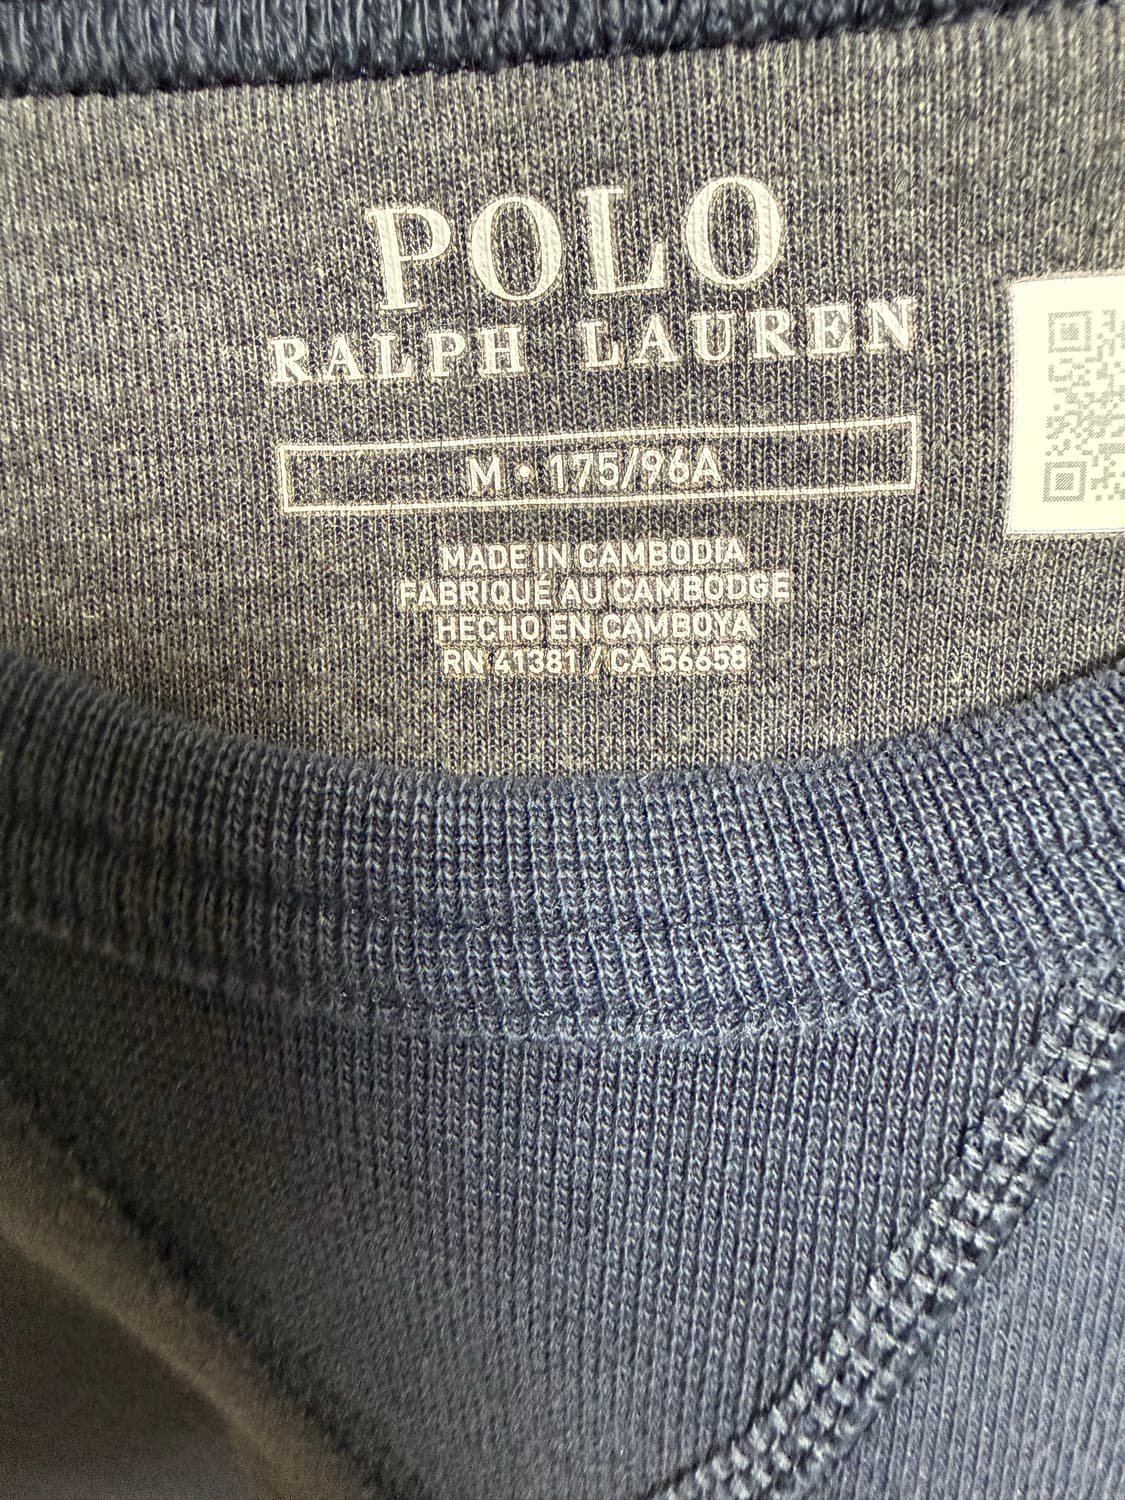 POLO
RALPH LAUREN
M • 175/96A
MADE IN CAMBODIA
FABRIQUÉ AU CAMBODGE
HECHO EN CAMBOYA
RN 41381 / CA 56658